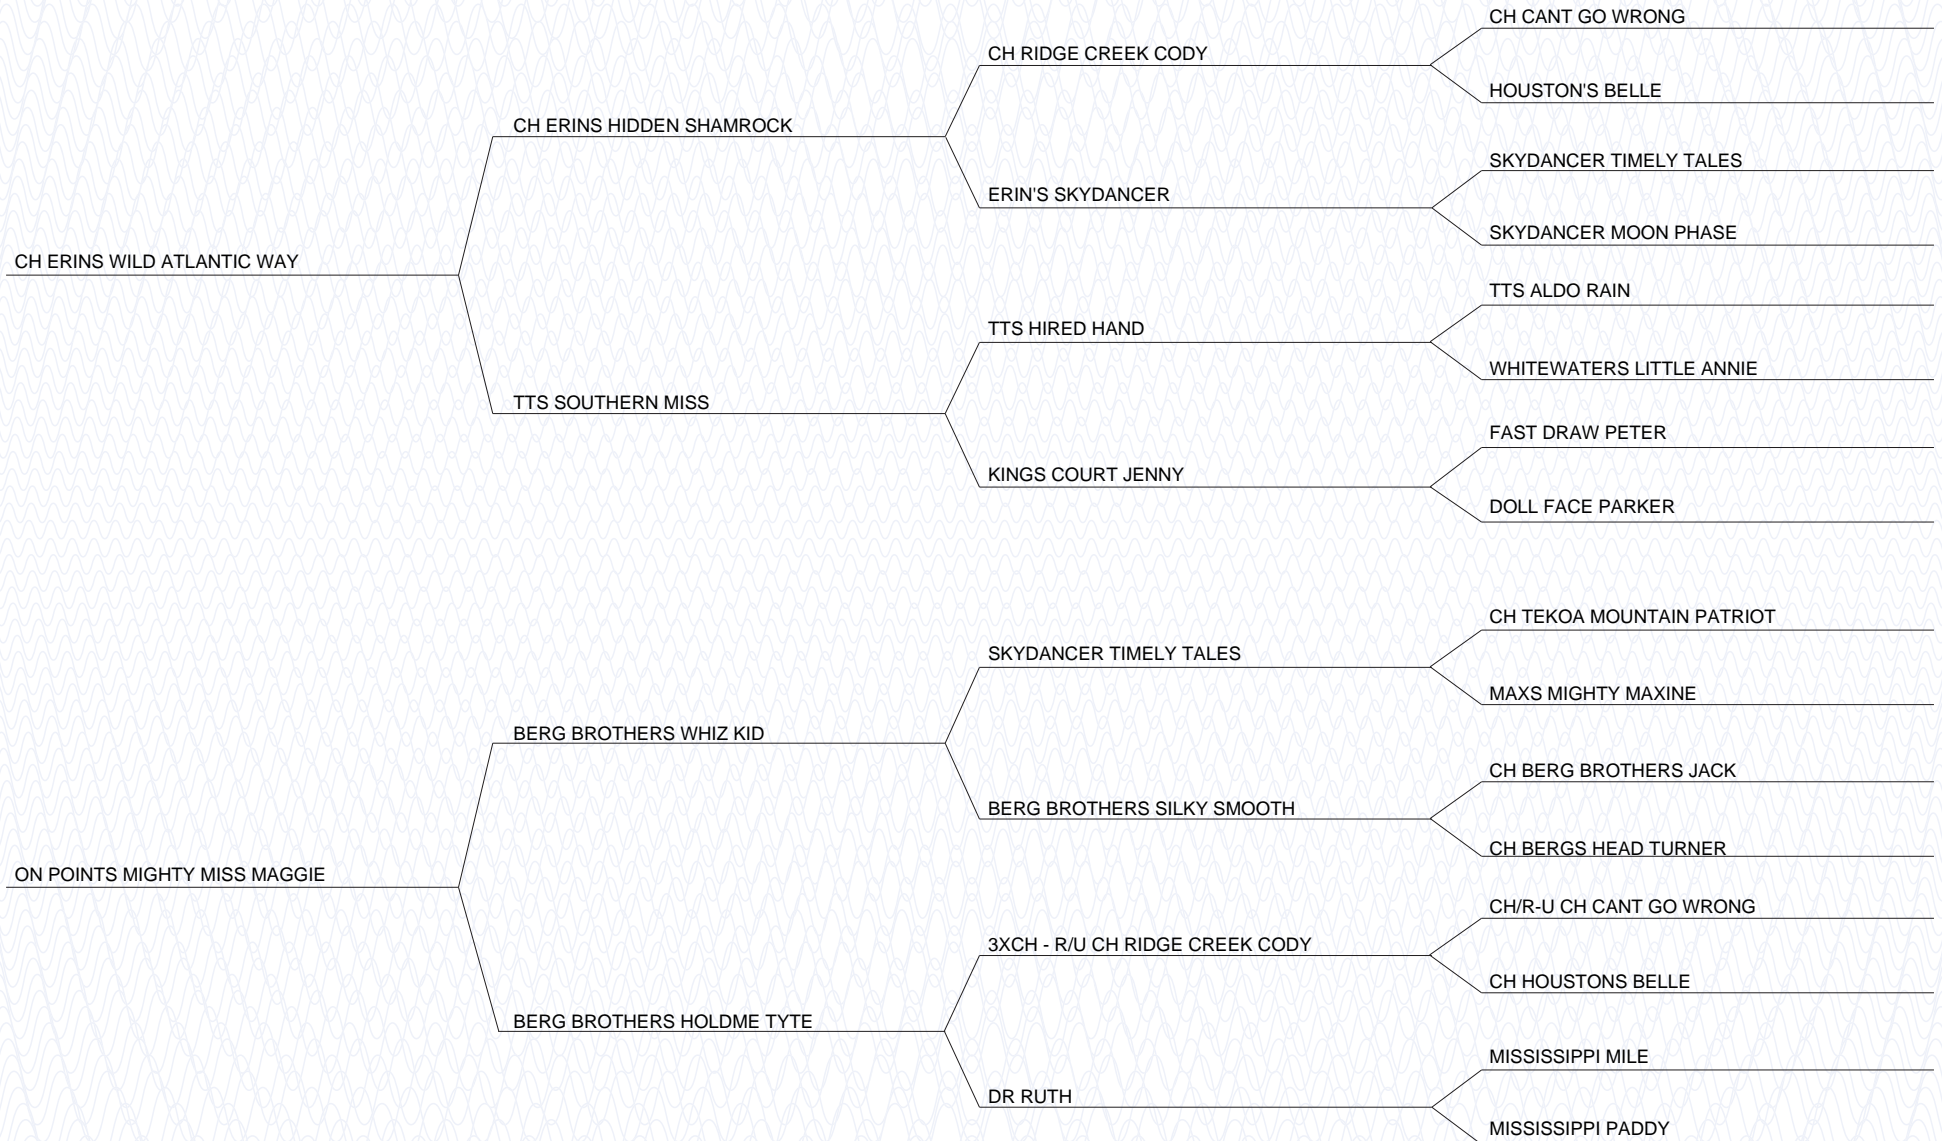 CH CANT GO WRONG
CH RIDGE CREEK CODY
HOUSTON'S BELLE
CH ERINS HIDDEN SHAMROCK
SKYDANCER TIMELY TALES
ERIN'S SKYDANCER
SKYDANCER MOON PHASE
CH ERINS WILD ATLANTIC WAY
TTS ALDO RAIN
TTS HIRED HAND
WHITEWATERS LITTLE ANNIE
TTS SOUTHERN MISS
FAST DRAW PETER
KINGS COURT JENNY
DOLL FACE PARKER
CH TEKOA MOUNTAIN PATRIOT
SKYDANCER TIMELY TALES
MAXS MIGHTY MAXINE
BERG BROTHERS WHIZ KID
CH BERG BROTHERS JACK
BERG BROTHERS SILKY SMOOTH
CH BERGS HEAD TURNER
ON POINTS MIGHTY MISS MAGGIE
CH/R-U CH CANT GO WRONG
3XCH - R/U CH RIDGE CREEK CODY
CH HOUSTONS BELLE
BERG BROTHERS HOLDME TYTE
MISSISSIPPI MILE
DR RUTH
MISSISSIPPI PADDY